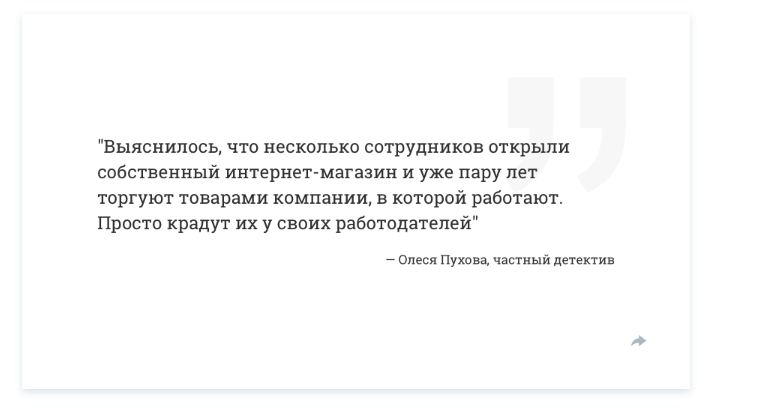 "Выяснилось, что несколько сотрудников открыли
собственный интернет-магазин и уже пару лет
торгуют товарами компании, в которой работают.
Просто крадут их у своих работодателей"
— Олеся Пухова, частный детектив